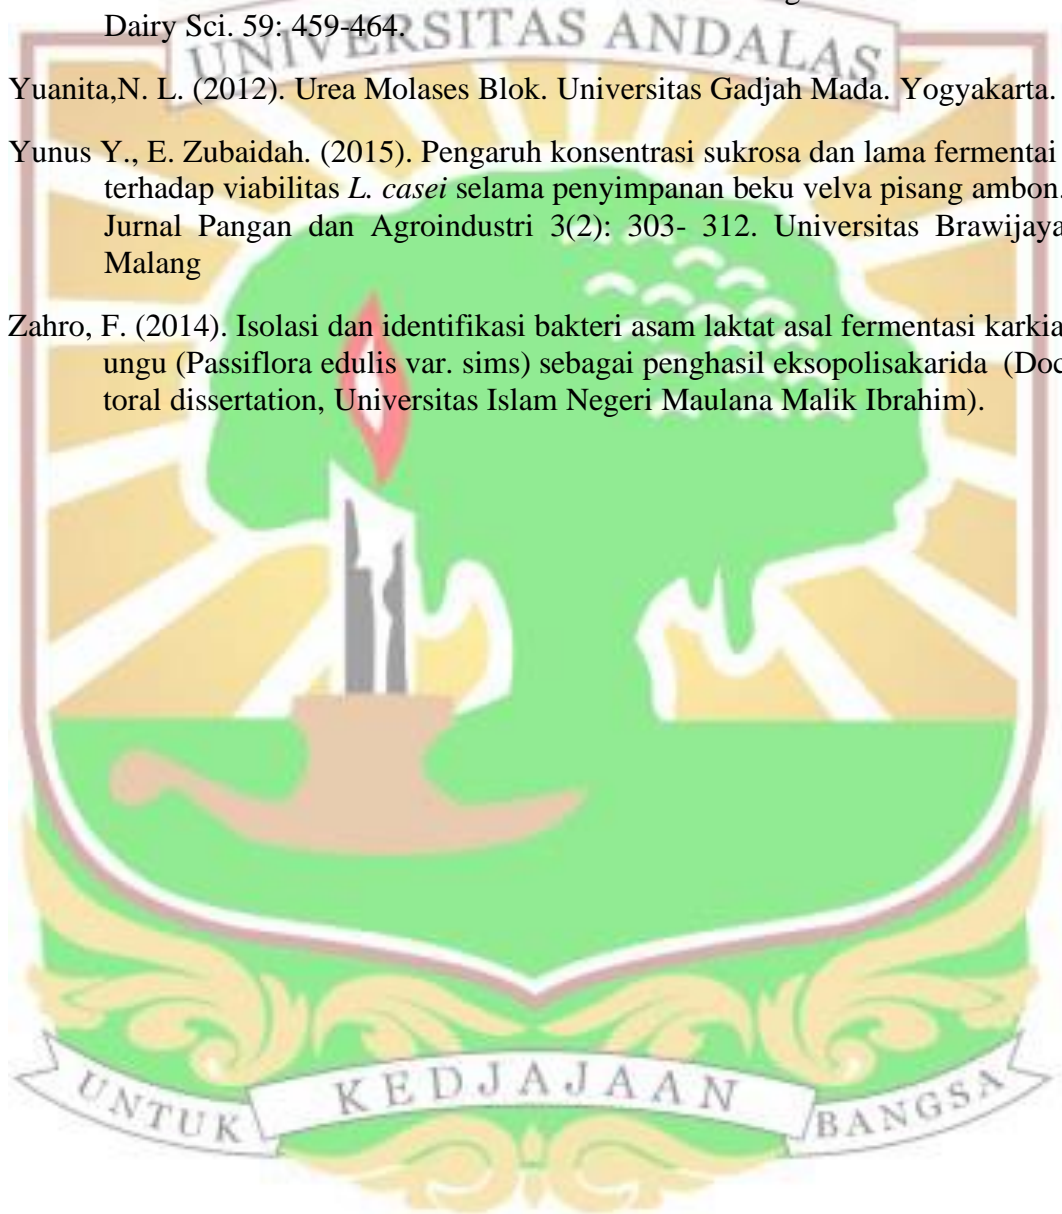 Dairy Sci. 59: 459-464.
UNIVERSITAS ANDALAS
Yuanita,N. L. (2012). Urea Molases Blok. Universitas Gadjah Mada. Yogyakarta.
Yunus Y., E. Zubaidah. (2015). Pengaruh konsentrasi sukrosa dan lama fermentai
terhadap viabilitas L. casei selama penyimpanan beku velva pisang ambon.
Jurnal Pangan dan Agroindustri 3(2): 303- 312. Universitas Brawijaya
Malang
Zahro, F. (2014). Isolasi dan identifikasi bakteri asam laktat asal fermentasi karkia
ungu (Passiflora edulis var. sims) sebagai penghasil eksopolisakarida (Doc
toral dissertation, Universitas Islam Negeri Maulana Malik Ibrahim).
UNTUK KEDJAJAAN BANGSA